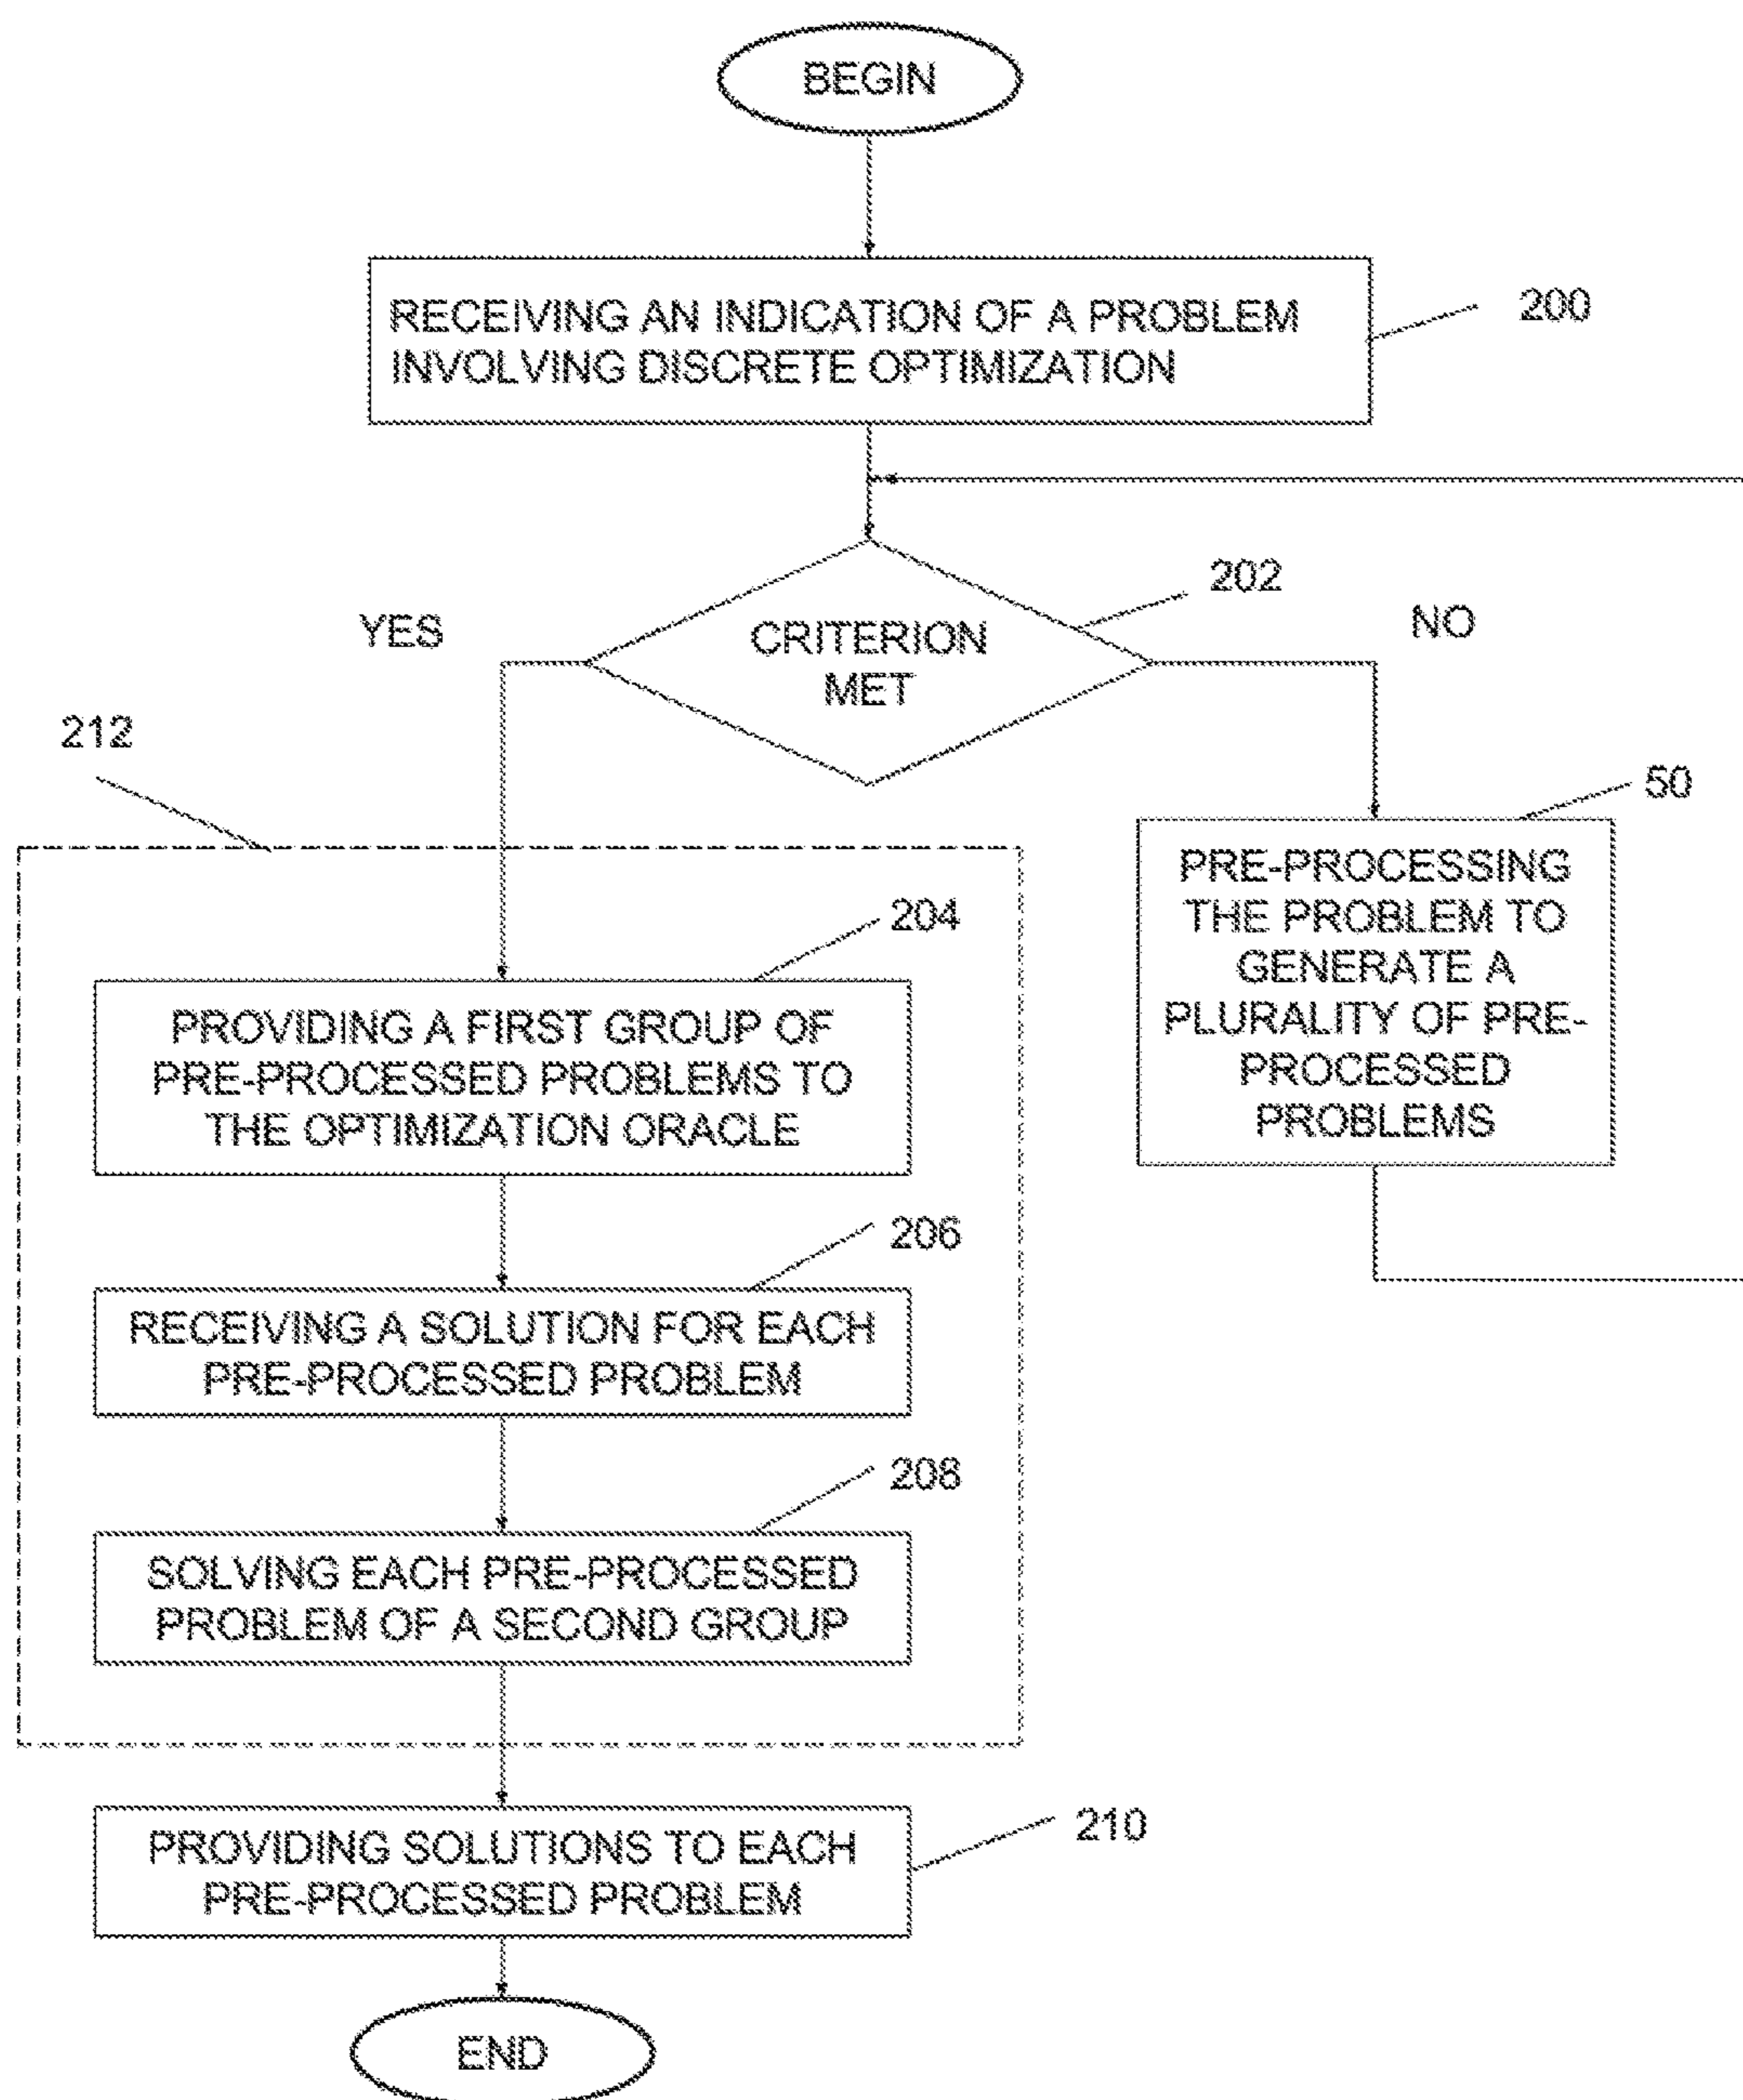 BEGIN
RECEIVING AN INDICATION OF A PROBLEM
INVOLVING DISCRETE OPTIMIZATION
200
202
CRITERION
MET
YES
NO
212
50
PRE-PROCESSING
THE PROBLEM TO
GENERATE A
PLURALITY OF PRE-
PROCESSED
PROBLEMS
204
PROVIDING A FIRST GROUP OF
PRE-PROCESSED PROBLEMS TO
THE OPTIMIZATION ORACLE
206
RECEIVING A SOLUTION FOR EACH
PRE-PROCESSED PROBLEM
208
SOLVING EACH PRE-PROCESSED
PROBLEM OF A SECOND GROUP
210
PROVIDING SOLUTIONS TO EACH
PRE-PROCESSED PROBLEM
END